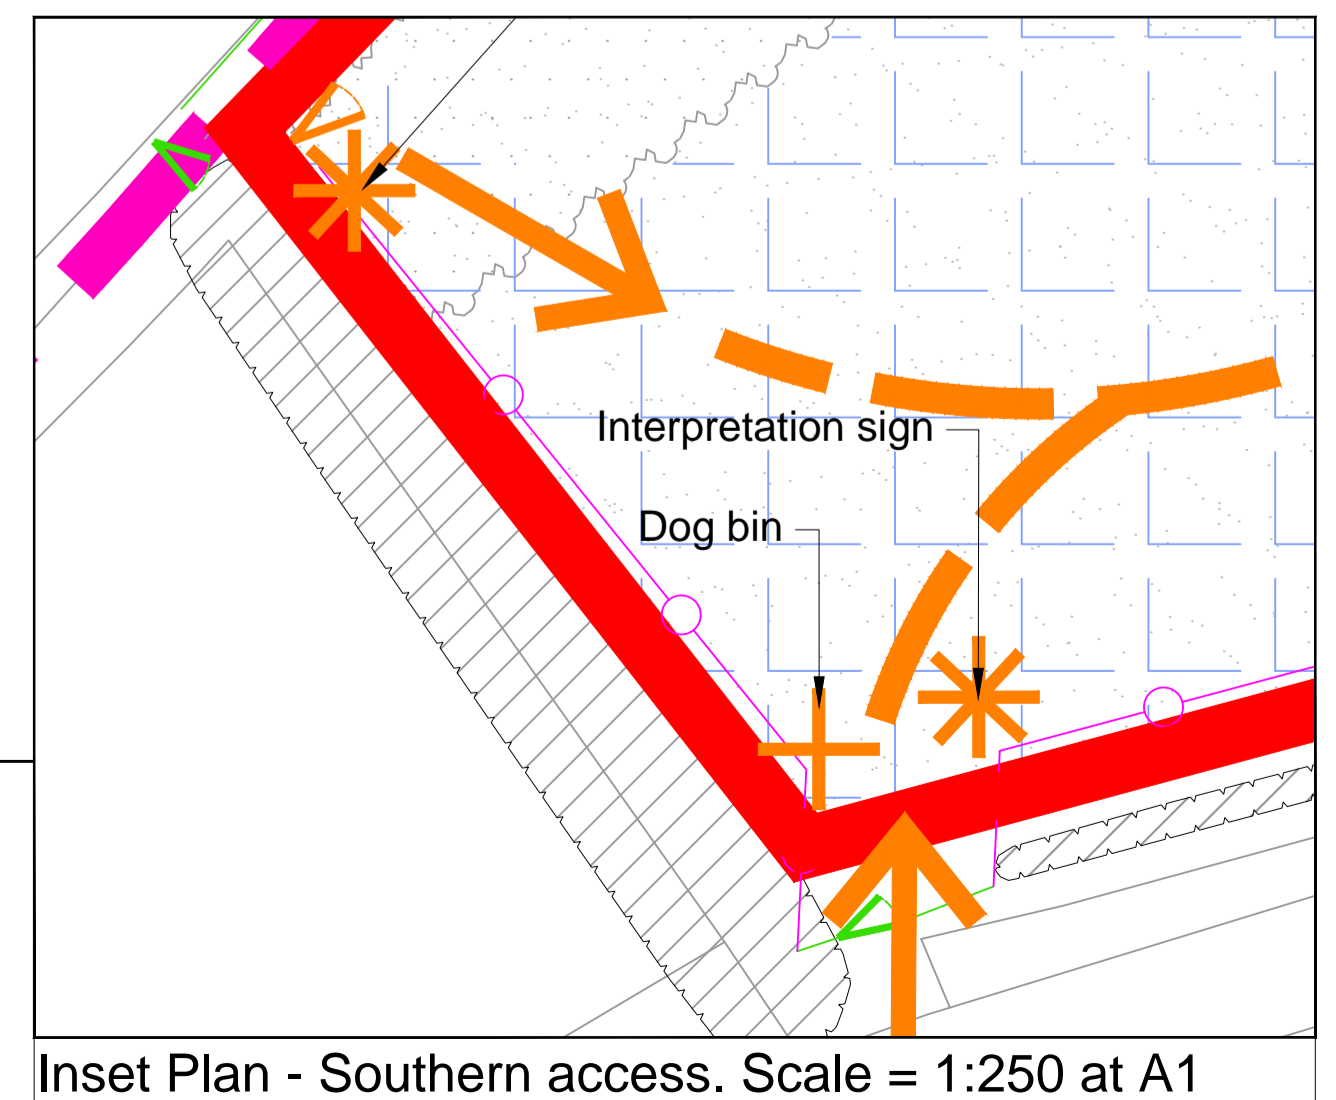 Interpretation sign
Dog bin
Inset Plan - Southern access. Scale = 1:250 at A1